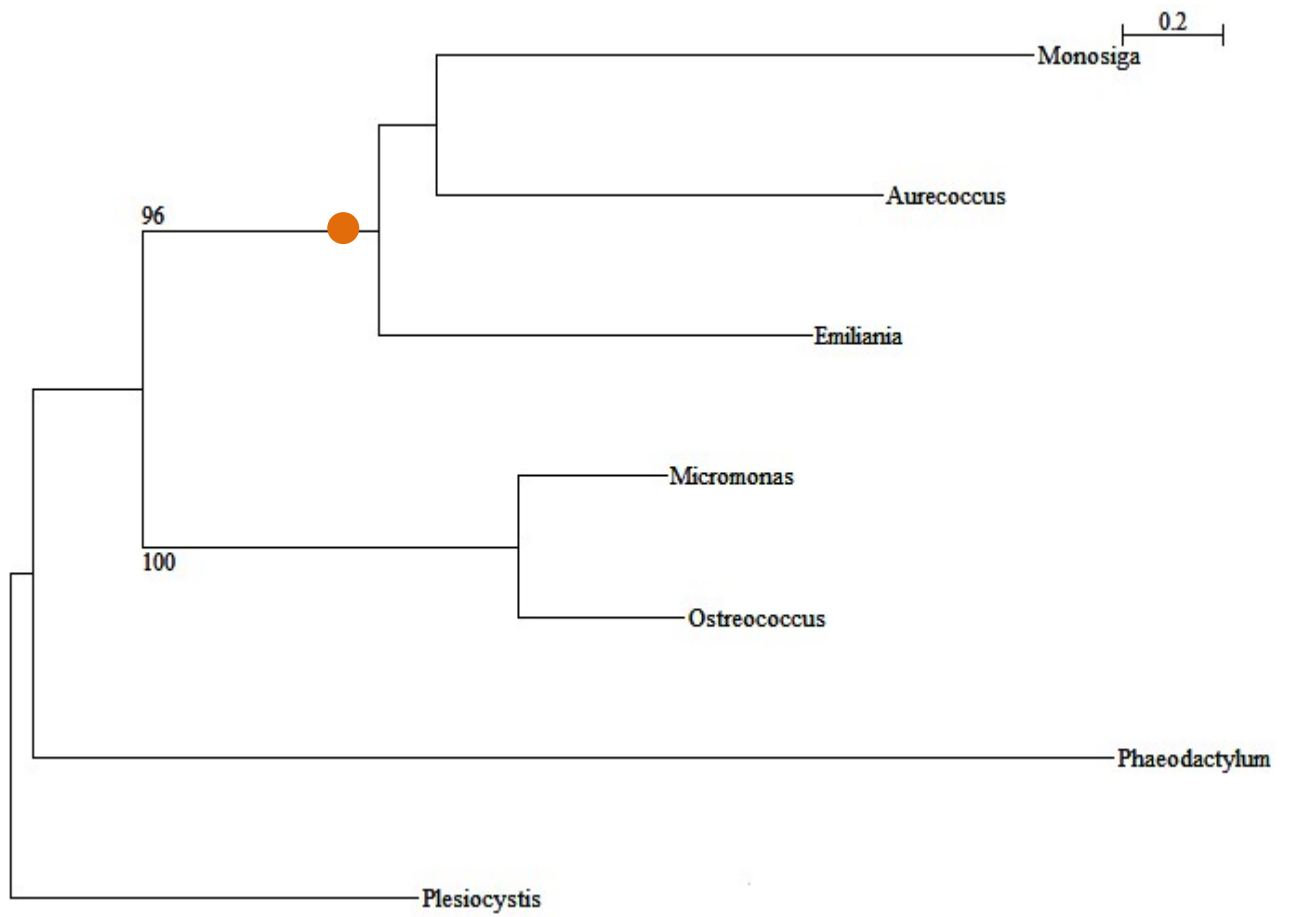 0.2
Monosiga
Aurecoccus
96
Emiliania
Micromonas
100
Ostreococcus
Phaeodactylum
Plesiocystis